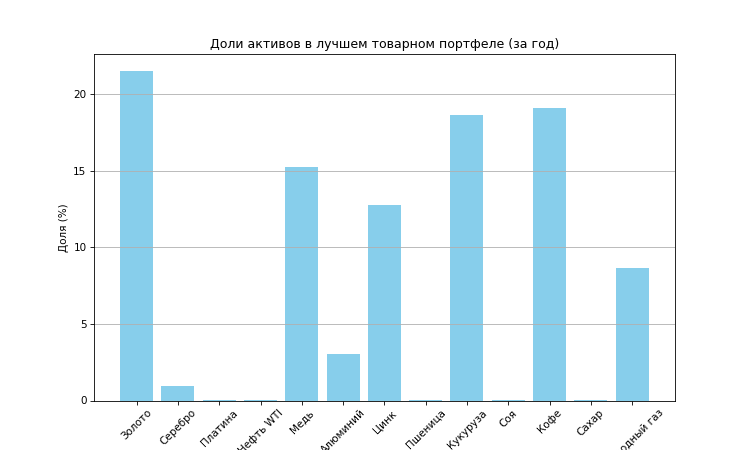 Доли активов в лучшем товарном портфеле (за год)
Доля (%)
20
15
10
5
0
Золото
Серебро
Платина
Нефть WTI
Медь
Алюминий
Цинк
Пшеница
Кукуруза
Соя
Кофе
Сахар
одный газ